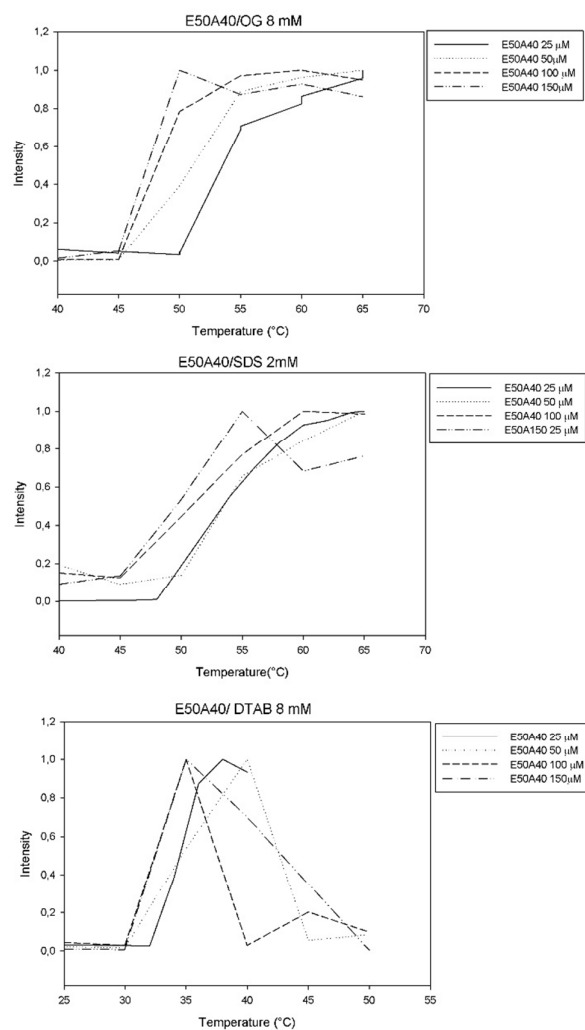 E50A40/OG 8 mM
1,2
1,0
0,8
0,6
0,4
0,2
0,0
Intensity
40 45 50 55 60 65 70
Temperature (°C)
E50A40 25 μM
E50A40 50μM
E50A40 100 μM
E50A40 150μM
E50A40/SDS 2mM
1,2
1,0
0,8
0,6
0,4
0,2
0,0
Intensity
40 45 50 55 60 65 70
Temperature(°C)
E50A40 25 μM
E50A40 50 μM
E50A40 100 μM
E50A150 25 μM
E50A40/ DTAB 8 mM
1,2
1,0
0,8
0,6
0,4
0,2
0,0
Intensity
25 30 35 40 45 50 55
Temperature (°C)
E50A40 25 μM
E50A40 50 μM
E50A40 100 μM
E50A40 150μM